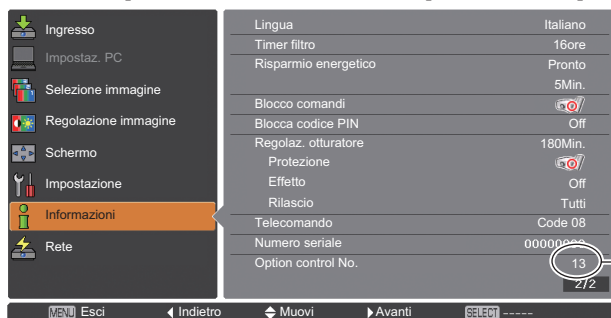 Ingresso
Impostaz. PC
Selezione immagine
Regolazione immagine
Schermo
Impostazione
Informazioni
Rete
Lingua Italiano
Timer filtro 16ore
Risparmio energetico Pronto
5Min.
Blocco comandi
Blocca codice PIN Off
Regolaz. otturatore 180Min.
Protezione
Effetto Off
Rilascio Tutti
Telecomando Code 08
Numero seriale 00000000
Option control No. 13
2/2
MENU Esci Indietro Muovi Avanti SELECT -----